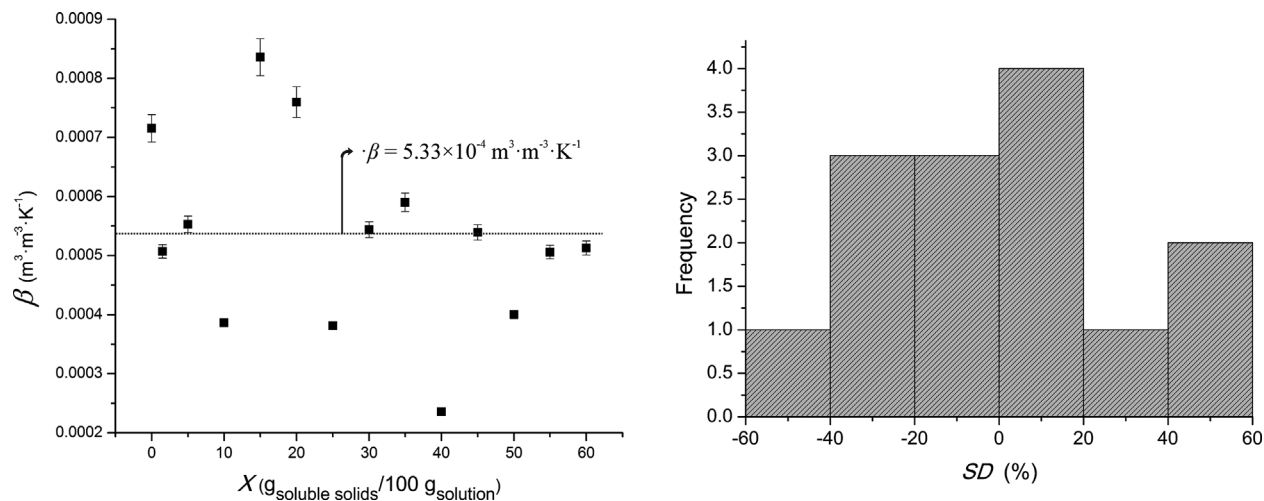 0.0009
0.0008
0.0007
0.0006
0.0005
0.0004
0.0003
0.0002
β (m³·m⁻³·K⁻¹)
·β = 5.33×10⁻⁴ m³·m⁻³·K⁻¹
0 10 20 30 40 50 60
X (g soluble solids/100 g solution)
4.0
3.5
3.0
2.5
2.0
1.5
1.0
0.5
0.0
Frequency
-60 -40 -20 0 20 40 60
SD (%)